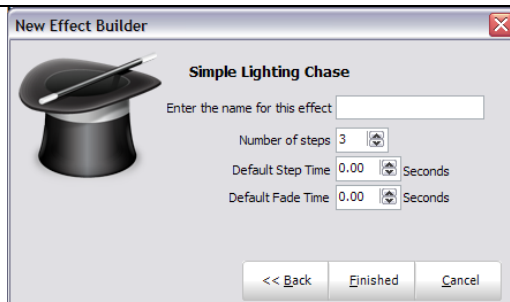 New Effect Builder
Simple Lighting Chase
Enter the name for this effect
Number of steps 3
Default Step Time 0.00 Seconds
Default Fade Time 0.00 Seconds
<< Back Finished Cancel